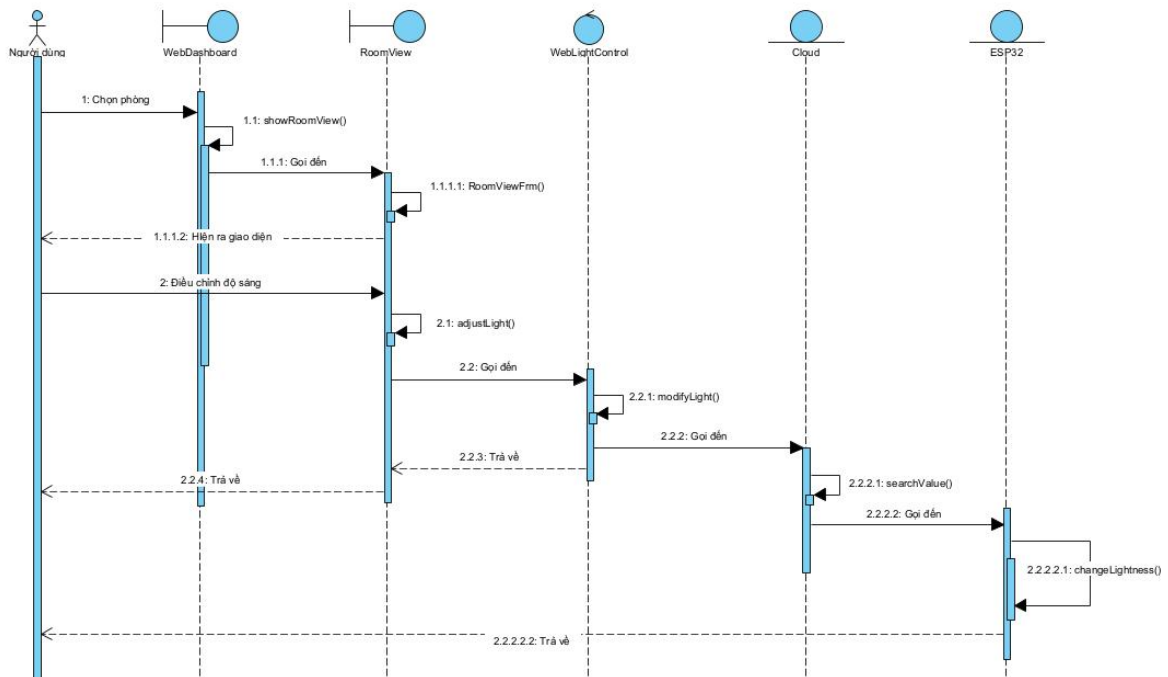 Người dùng
WebDashboard
RoomView
WebLightControl
Cloud
ESP32
1: Chọn phòng
1.1: showRoomView()
1.1.1: Gọi đến
1.1.1.1: RoomViewFrm()
1.1.1.2: Hiện ra giao diện
2: Điều chỉnh độ sáng
2.1: adjustLight()
2.2: Gọi đến
2.2.1: modifyLight()
2.2.2: Gọi đến
2.2.3: Trả về
2.2.4: Trả về
2.2.2.1: searchValue()
2.2.2.2: Gọi đến
2.2.2.2.1: changeLightness()
2.2.2.2.2: Trả về